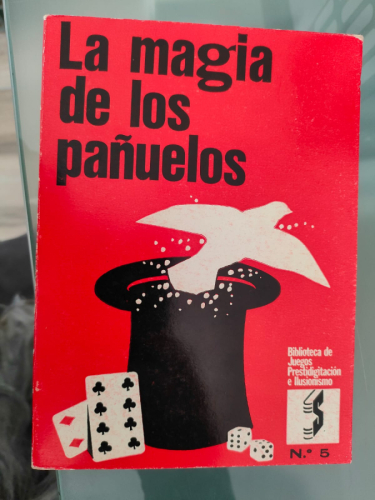 La magia
de los
pañuelos
Biblioteca de
Juegos
Prestidigitación
e Ilusionismo
S
N.º 5